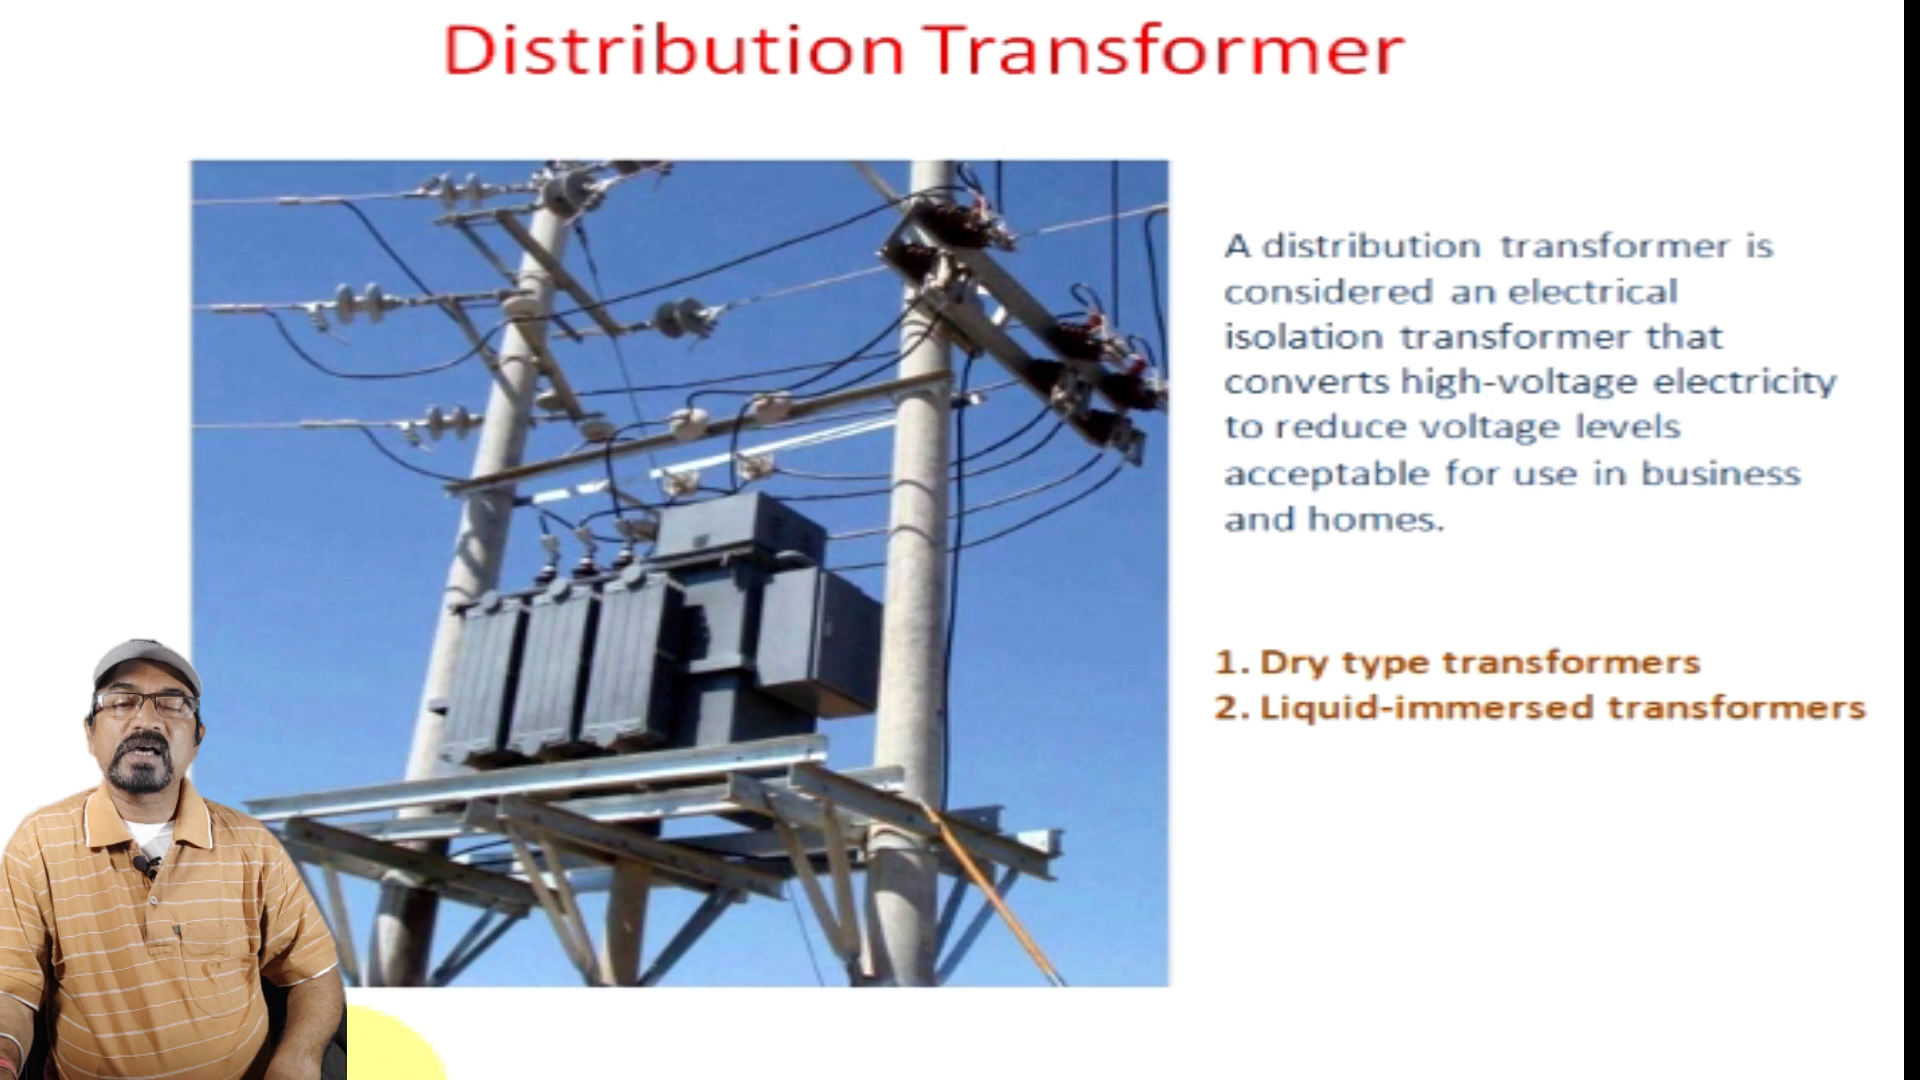 Distribution Transformer
A distribution transformer is
considered an electrical
isolation transformer that
converts high-voltage electricity
to reduce voltage levels
acceptable for use in business
and homes.
1. Dry type transformers
2. Liquid-immersed transformers